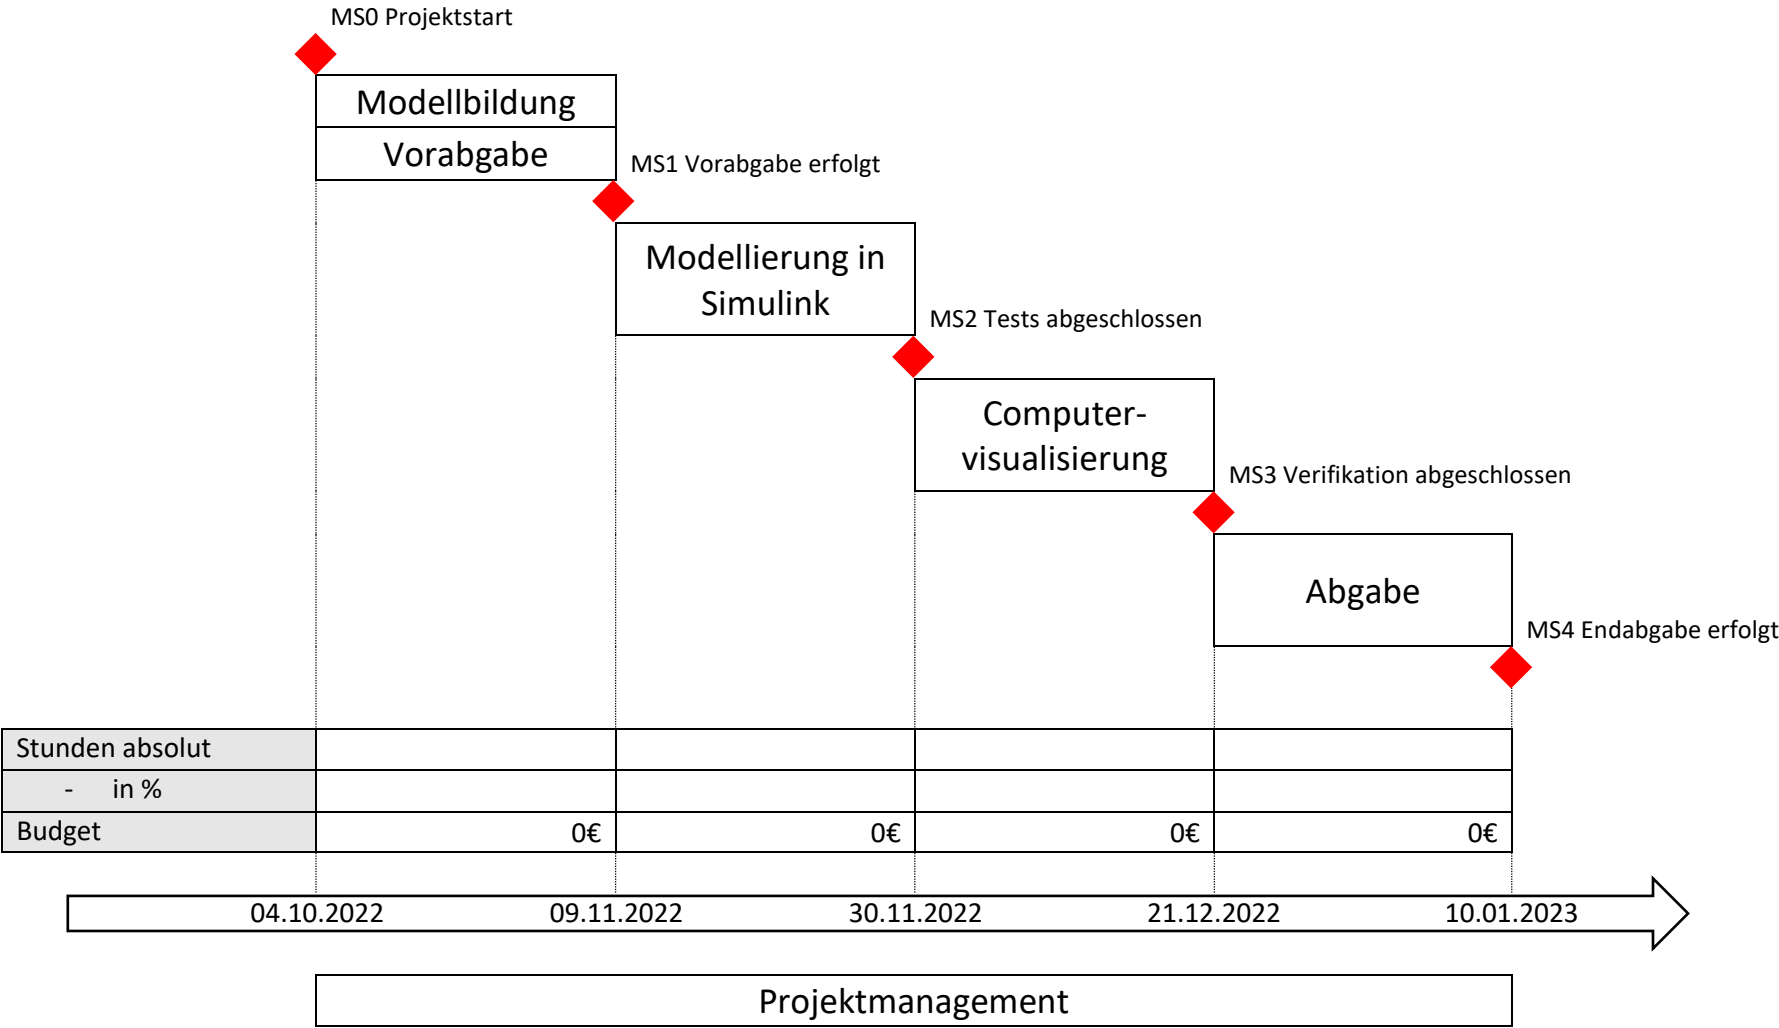 MS0 Projektstart
Modellbildung
Vorabgabe
MS1 Vorabgabe erfolgt
Modellierung in
Simulink
MS2 Tests abgeschlossen
Computer-
visualisierung
MS3 Verifikation abgeschlossen
Abgabe
MS4 Endabgabe erfolgt
Stunden absolut
- in %
Budget 0€ 0€ 0€ 0€
04.10.2022 09.11.2022 30.11.2022 21.12.2022 10.01.2023
Projektmanagement